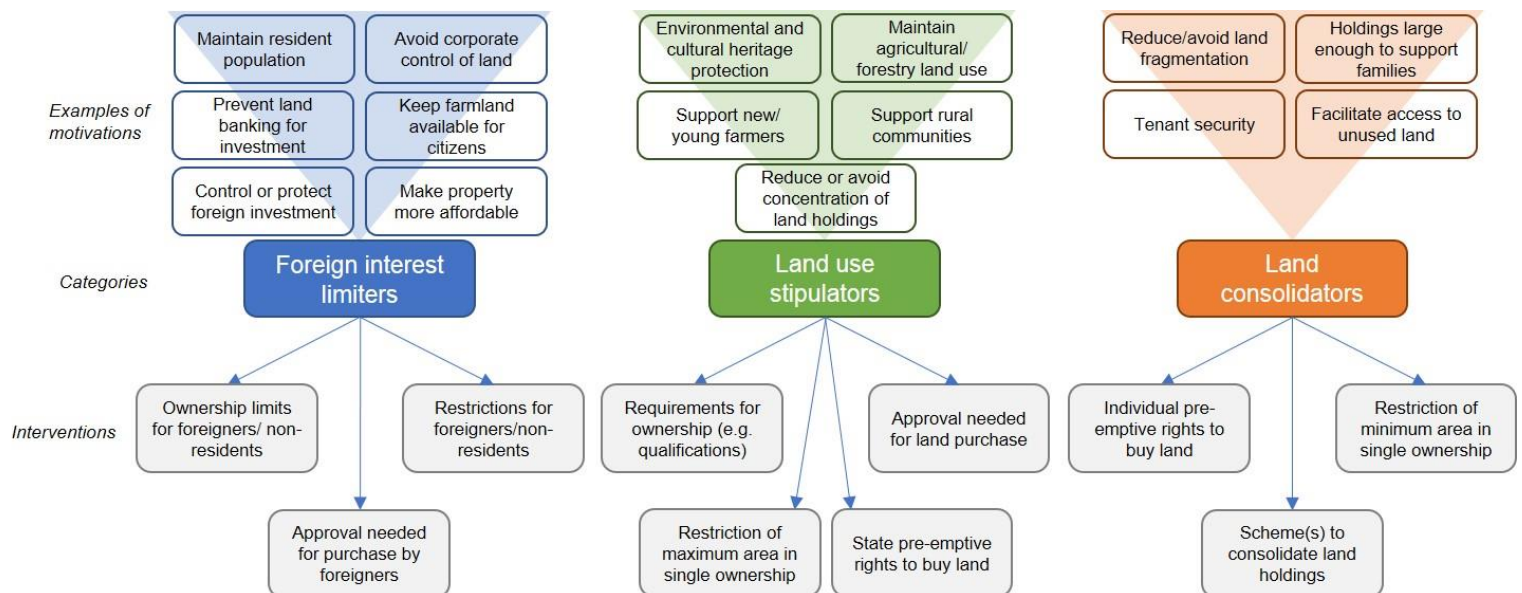 Examples of
motivations
Maintain resident
population
Avoid corporate
control of land
Prevent land
banking for
investment
Keep farmland
available for
citizens
Control or protect
foreign investment
Make property
more affordable
Environmental and
cultural heritage
protection
Maintain
agricultural/
forestry land use
Support new/
young farmers
Support rural
communities
Reduce or avoid
concentration of
land holdings
Reduce/avoid land
fragmentation
Holdings large
enough to support
families
Tenant security
Facilitate access to
unused land
Categories
Foreign interest
limiters
Land use
stipulators
Land
consolidators
Interventions
Ownership limits
for foreigners/ non-
residents
Restrictions for
foreigners/non-
residents
Approval needed
for purchase by
foreigners
Requirements for
ownership (e.g.
qualifications)
Approval needed
for land purchase
Restriction of
maximum area in
single ownership
State pre-emptive
rights to buy land
Individual pre-
emptive rights to
buy land
Restriction of
minimum area in
single ownership
Scheme(s) to
consolidate land
holdings